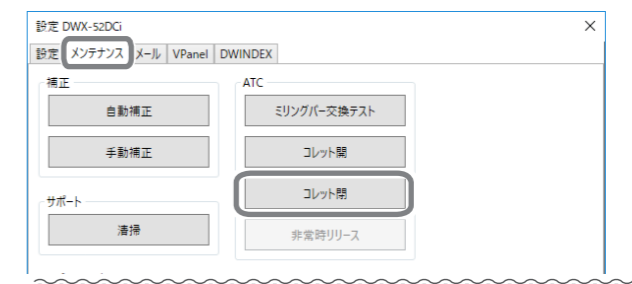 設定 DWX-52DCi
設定 メンテナンス メール VPanel DWINDEX
補正
自動補正
手動補正
サポート
清掃
ATC
ミリングバー交換テスト
コレット開
コレット閉
非常時リリース